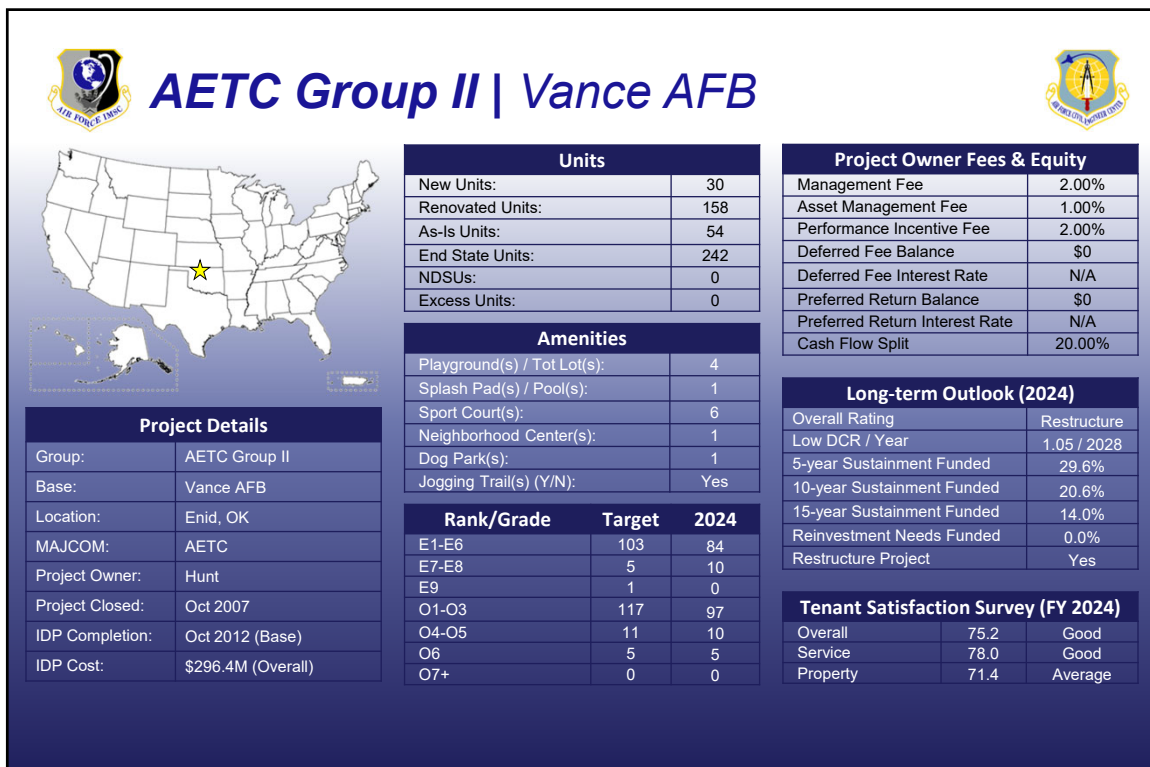 AETC Group II | Vance AFB
AIR FORCE IMSC
AIR FORCE CIVIL ENGINEER CENTER
Project Details
Group: AETC Group II
Base: Vance AFB
Location: Enid, OK
MAJCOM: AETC
Project Owner: Hunt
Project Closed: Oct 2007
IDP Completion: Oct 2012 (Base)
IDP Cost: $296.4M (Overall)
Units
New Units: 30
Renovated Units: 158
As-Is Units: 54
End State Units: 242
NDSUs: 0
Excess Units: 0
Amenities
Playground(s) / Tot Lot(s): 4
Splash Pad(s) / Pool(s): 1
Sport Court(s): 6
Neighborhood Center(s): 1
Dog Park(s): 1
Jogging Trail(s) (Y/N): Yes
Rank/Grade Target 2024
E1-E6 103 84
E7-E8 5 10
E9 1 0
O1-O3 117 97
O4-O5 11 10
O6 5 5
O7+ 0 0
Project Owner Fees & Equity
Management Fee 2.00%
Asset Management Fee 1.00%
Performance Incentive Fee 2.00%
Deferred Fee Balance $0
Deferred Fee Interest Rate N/A
Preferred Return Balance $0
Preferred Return Interest Rate N/A
Cash Flow Split 20.00%
Long-term Outlook (2024)
Overall Rating Restructure
Low DCR / Year 1.05 / 2028
5-year Sustainment Funded 29.6%
10-year Sustainment Funded 20.6%
15-year Sustainment Funded 14.0%
Reinvestment Needs Funded 0.0%
Restructure Project Yes
Tenant Satisfaction Survey (FY 2024)
Overall 75.2 Good
Service 78.0 Good
Property 71.4 Average